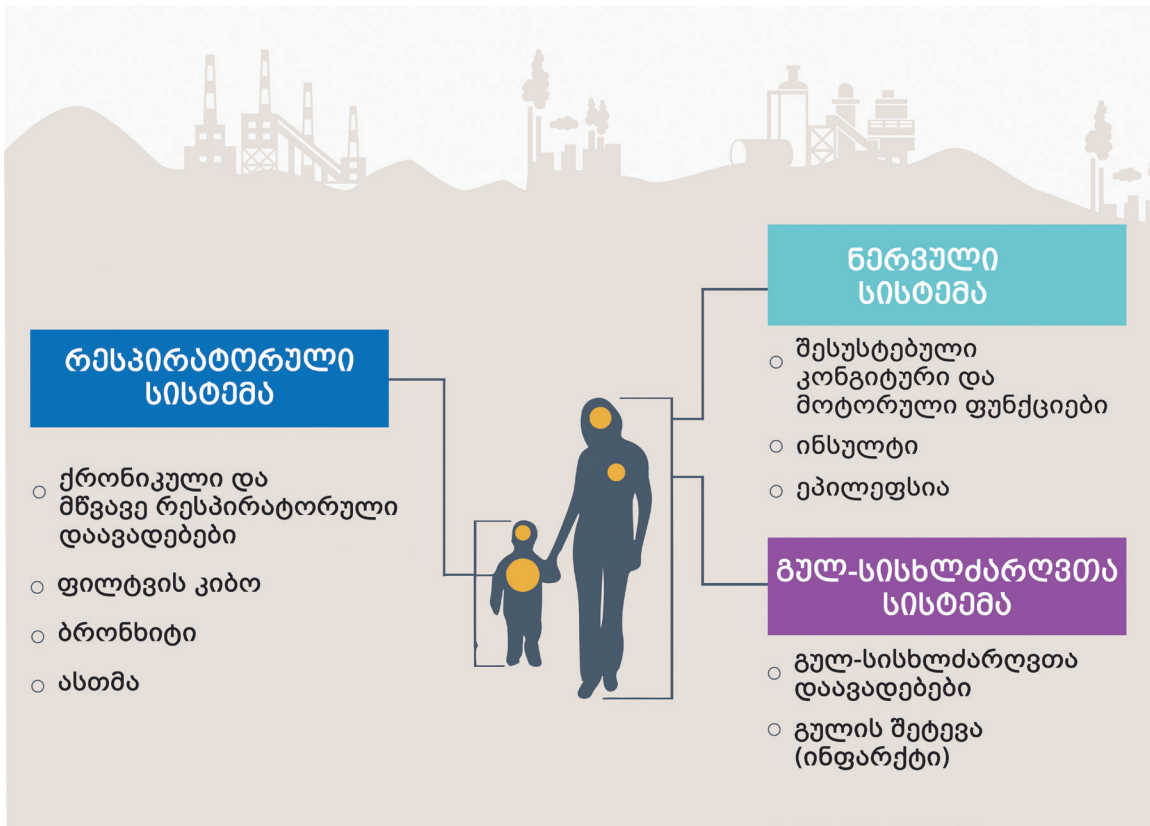 ᲠᲔᲡᲞᲘᲠᲐᲢᲝᲠᲣᲚᲘ
ᲡᲘᲡᲢᲔᲛᲐ
ქრონიკული და
მწვავე რესპირატორული
დაავადებები
ფილტვის კიბო
ბრონხიტი
ასთმა
ᲜᲔᲠᲕᲣᲚᲘ
ᲡᲘᲡᲢᲔᲛᲐ
შესუსტებული
კონგიტური და
მოტორული ფუნქციები
ინსულტი
ეპილეფსია
ᲒᲣᲚ-ᲡᲘᲡᲮᲚᲫᲐᲠᲦᲕᲗᲐ
ᲡᲘᲡᲢᲔᲛᲐ
გულ-სისხლძარღვთა
დაავადებები
გულის შეტევა
(ინფარქტი)